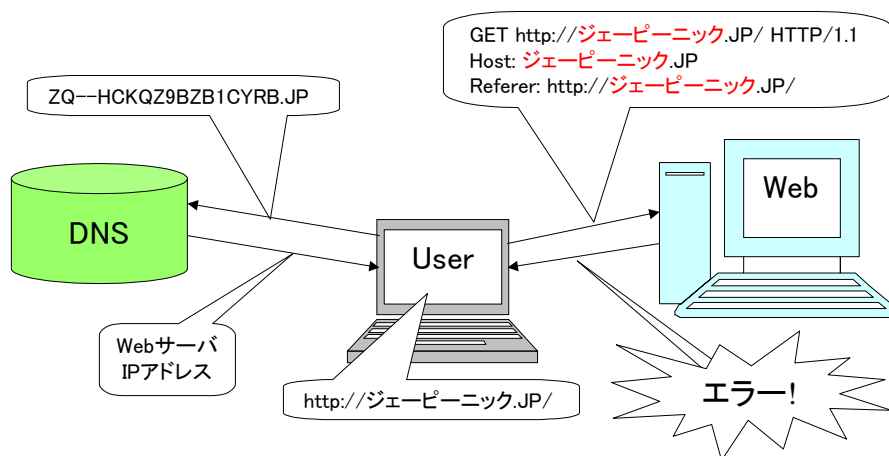 GET http://ジェーピーニック.JP/ HTTP/1.1
Host: ジェーピーニック.JP
Referer: http://ジェーピーニック.JP/
ZQ--HCKQZ9BZB1CYRB.JP
DNS
User
Web
Webサーバ
IPアドレス
http://ジェーピーニック.JP/
エラー!